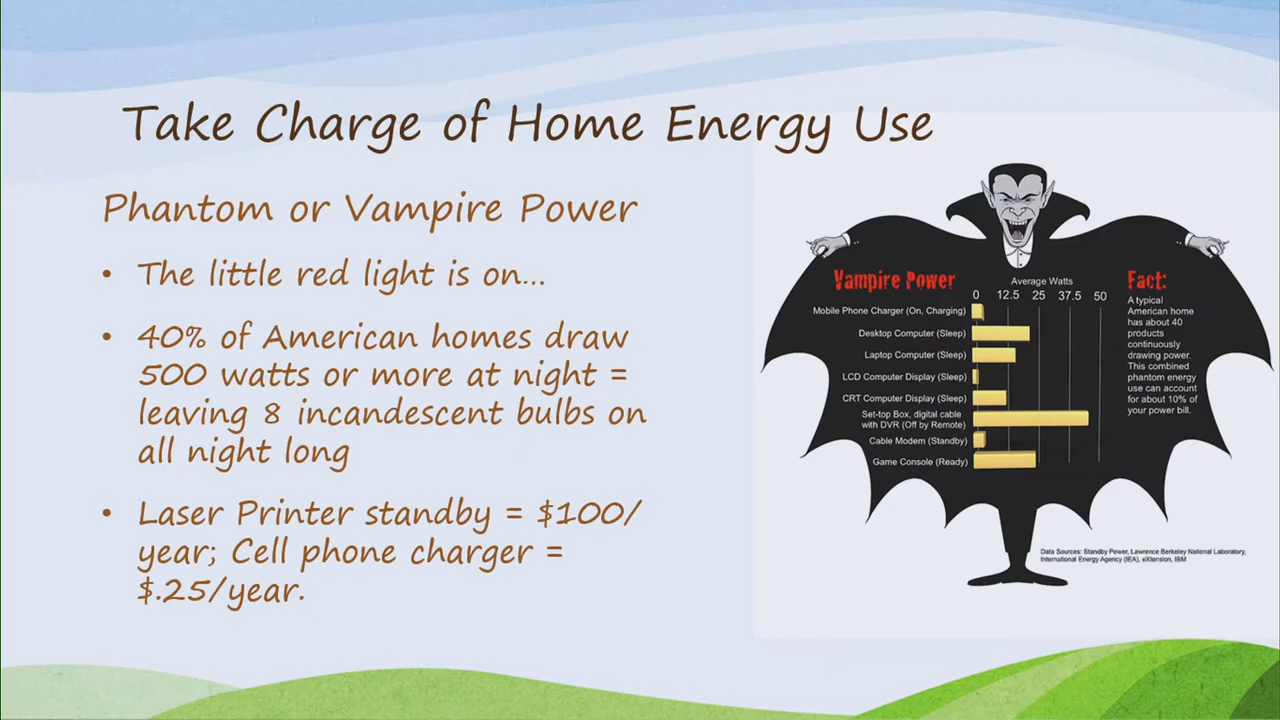 Take Charge of Home Energy Use
Phantom or Vampire Power
• The little red light is on...
• 40% of American homes draw
500 watts or more at night =
leaving 8 incandescent bulbs on
all night long
• Laser Printer standby = $100/
year; Cell phone charger =
$.25/year.
Vampire Power
Average Watts
0 12.5 25 37.5 50
Mobile Phone Charger (On, Charging)
Desktop Computer (Sleep)
Laptop Computer (Sleep)
LCD Computer Display (Sleep)
CRT Computer Display (Sleep)
Set-top Box, digital cable
with DVR (Off by Remote)
Cable Modem (Standby)
Game Console (Ready)
Fact:
A typical
American home
has about 40
products
continuously
drawing power.
This combined
phantom energy
use can account
for about 10% of
your power bill.
Data Sources: Standby Power, Lawrence Berkeley National Laboratory,
International Energy Agency (IEA), eXtension, IBM